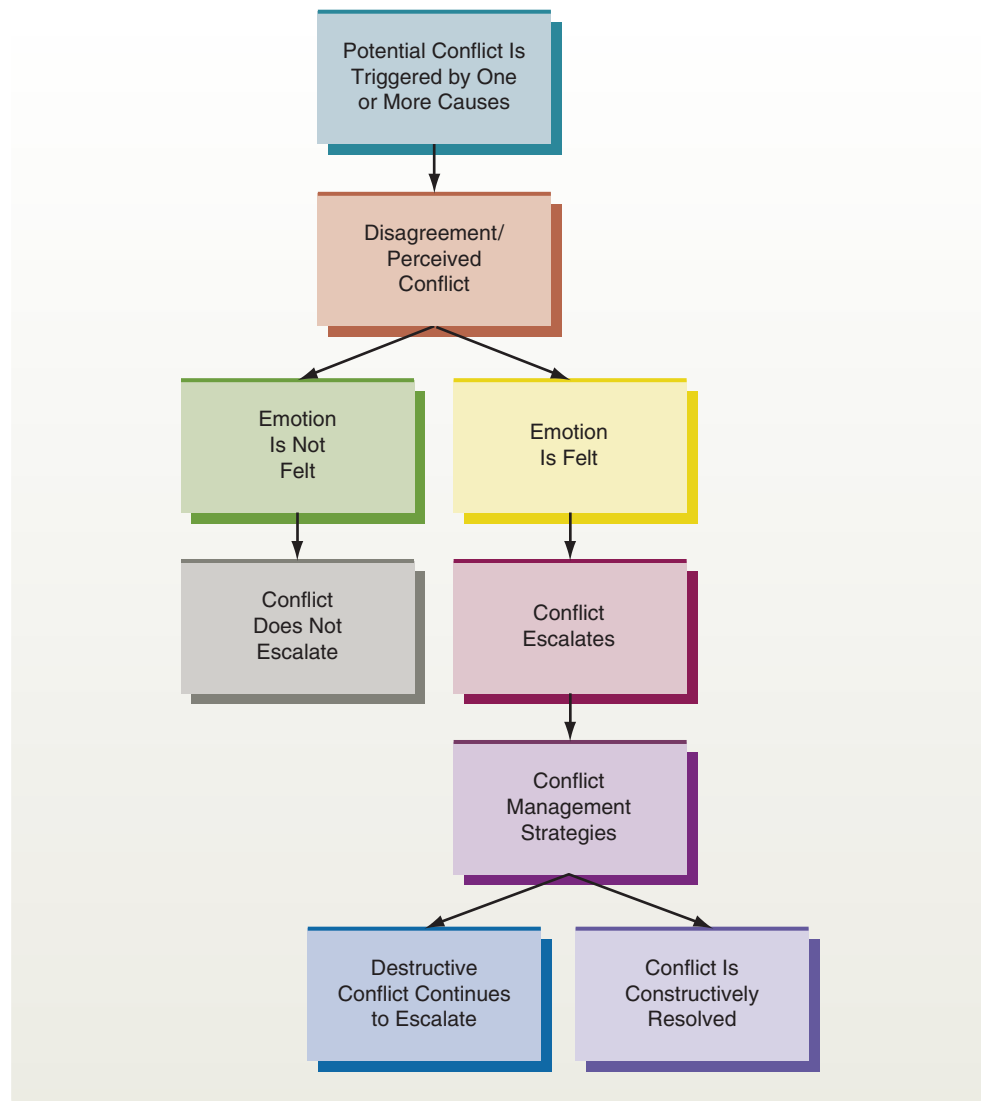 Potential Conflict Is
Triggered by One
or More Causes
Disagreement/
Perceived
Conflict
Emotion
Is Not
Felt
Emotion
Is Felt
Conflict
Does Not
Escalate
Conflict
Escalates
Conflict
Management
Strategies
Destructive
Conflict Continues
to Escalate
Conflict Is
Constructively
Resolved